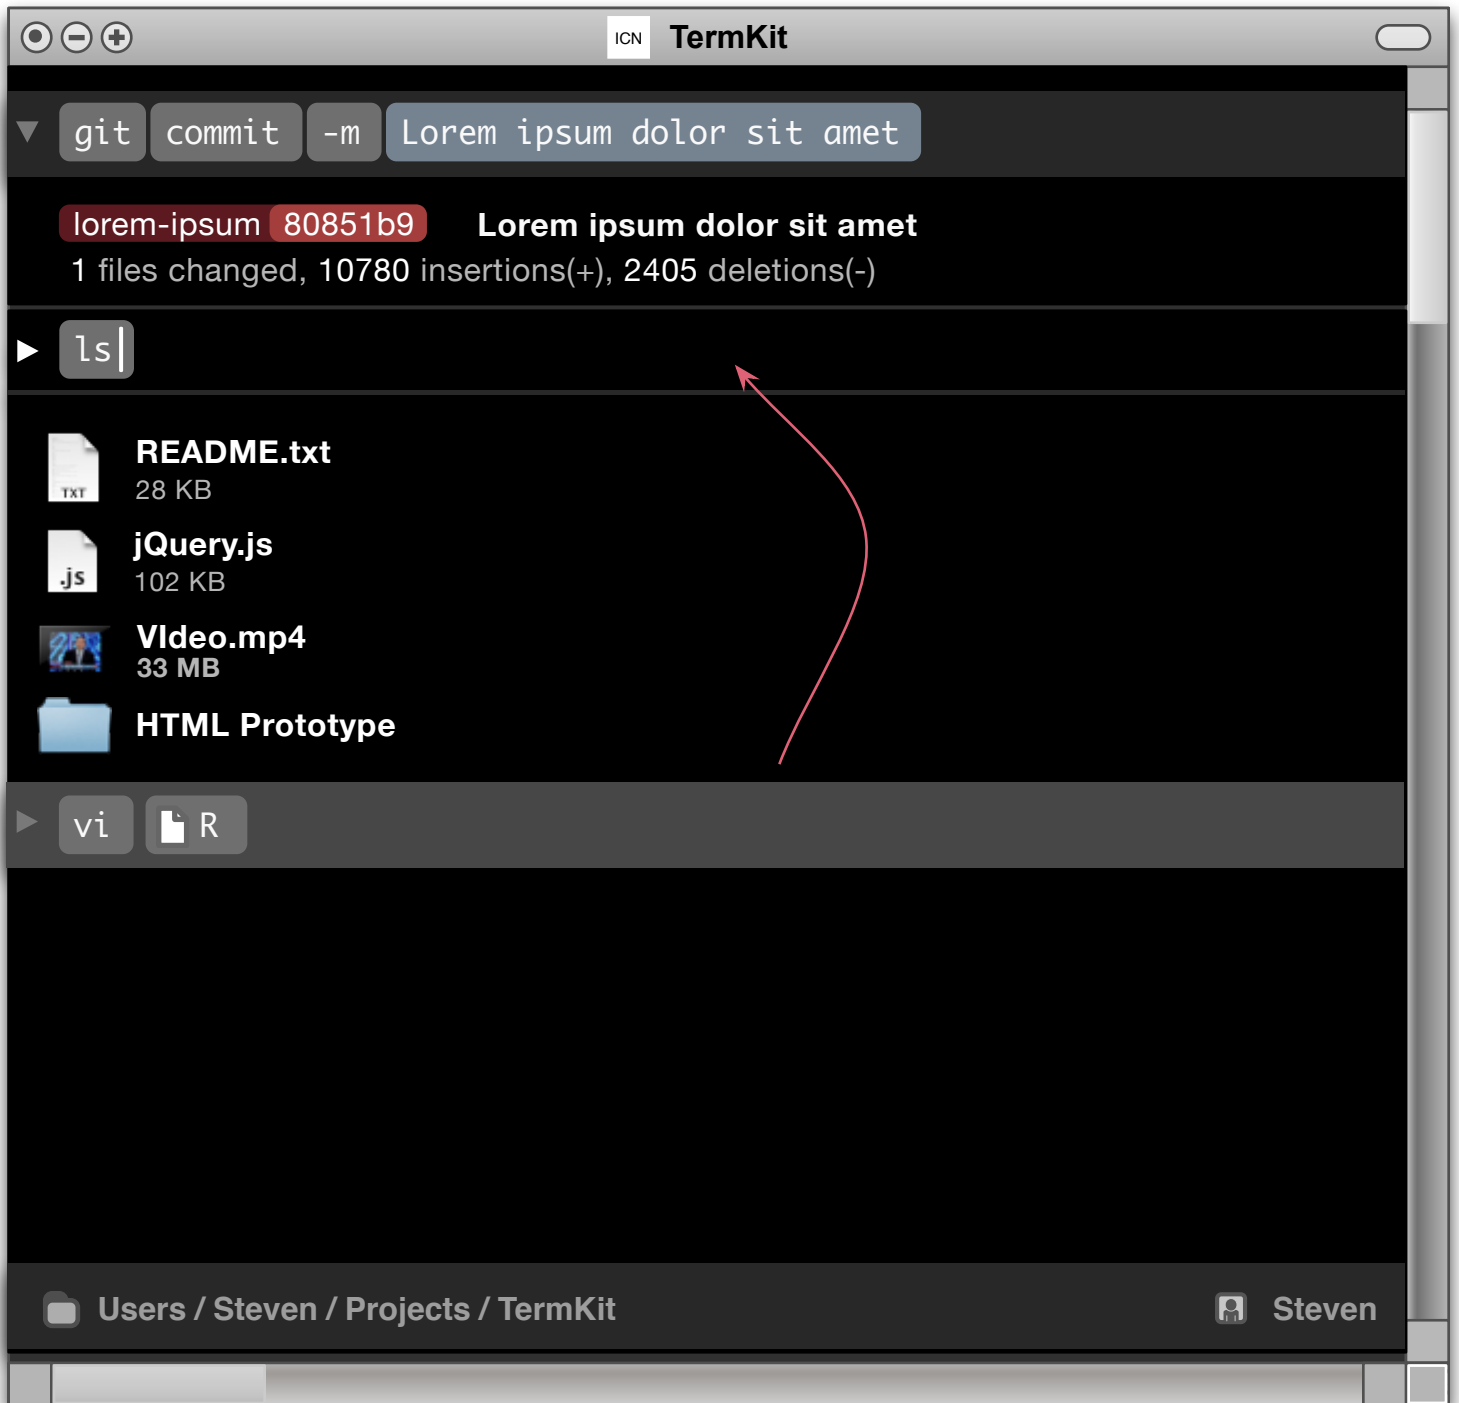 ICN TermKit
git commit -m Lorem ipsum dolor sit amet
lorem-ipsum 80851b9 Lorem ipsum dolor sit amet
1 files changed, 10780 insertions(+), 2405 deletions(-)
ls
README.txt
TXT
28 KB
jQuery.js
.js
102 KB
VIdeo.mp4
33 MB
HTML Prototype
vi R
Users / Steven / Projects / TermKit
Steven